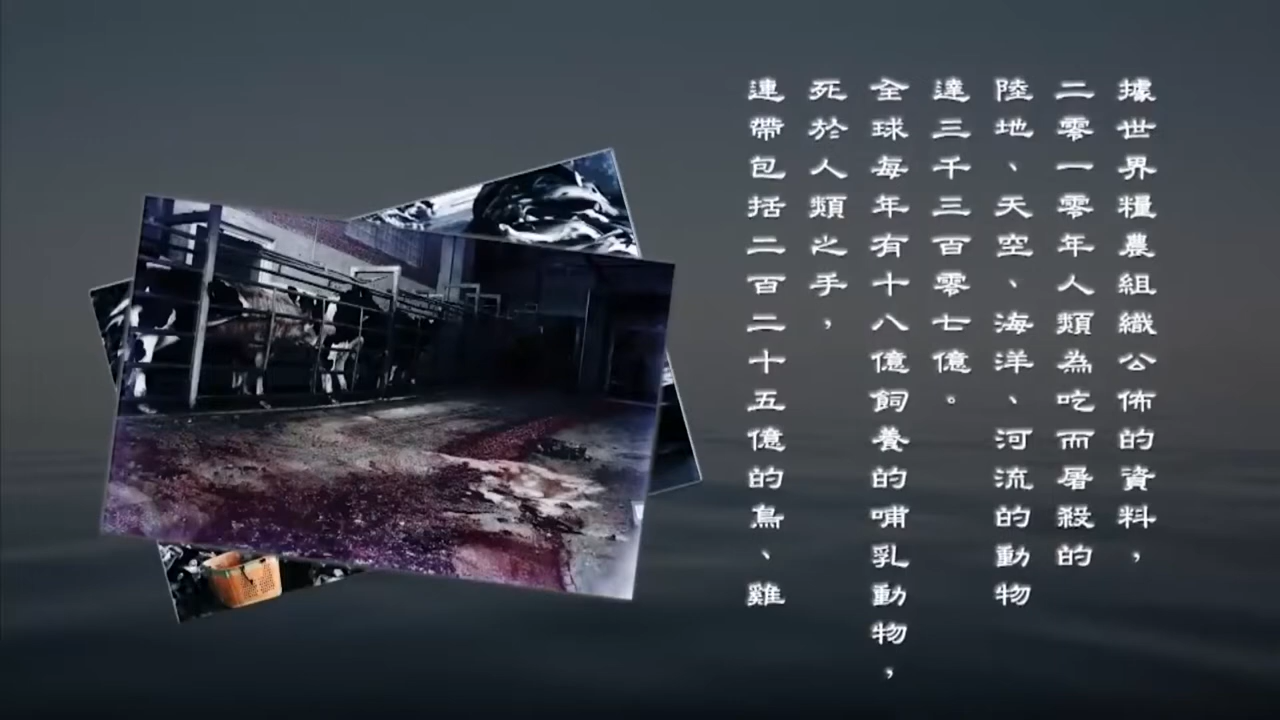 據世界糧農組織公佈的資料，
二零一零年人類為吃而屠殺的
陸地、天空、海洋、河流的動物
達三千三百零七億。
全球每年有十八億飼養的哺乳動物，
死於人類之手，
連帶包括二百二十五億的鳥、雞